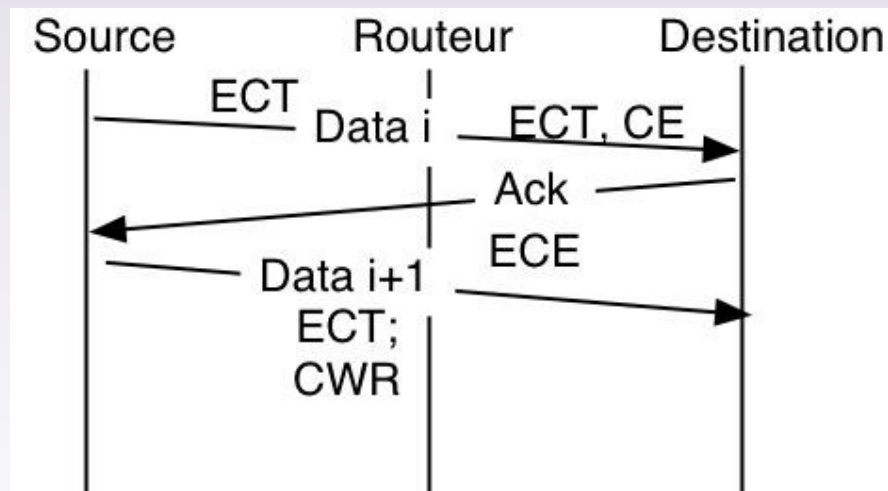 Source Routeur Destination
ECT
Data i
ECT, CE
Ack
ECE
Data i+1
ECT;
CWR